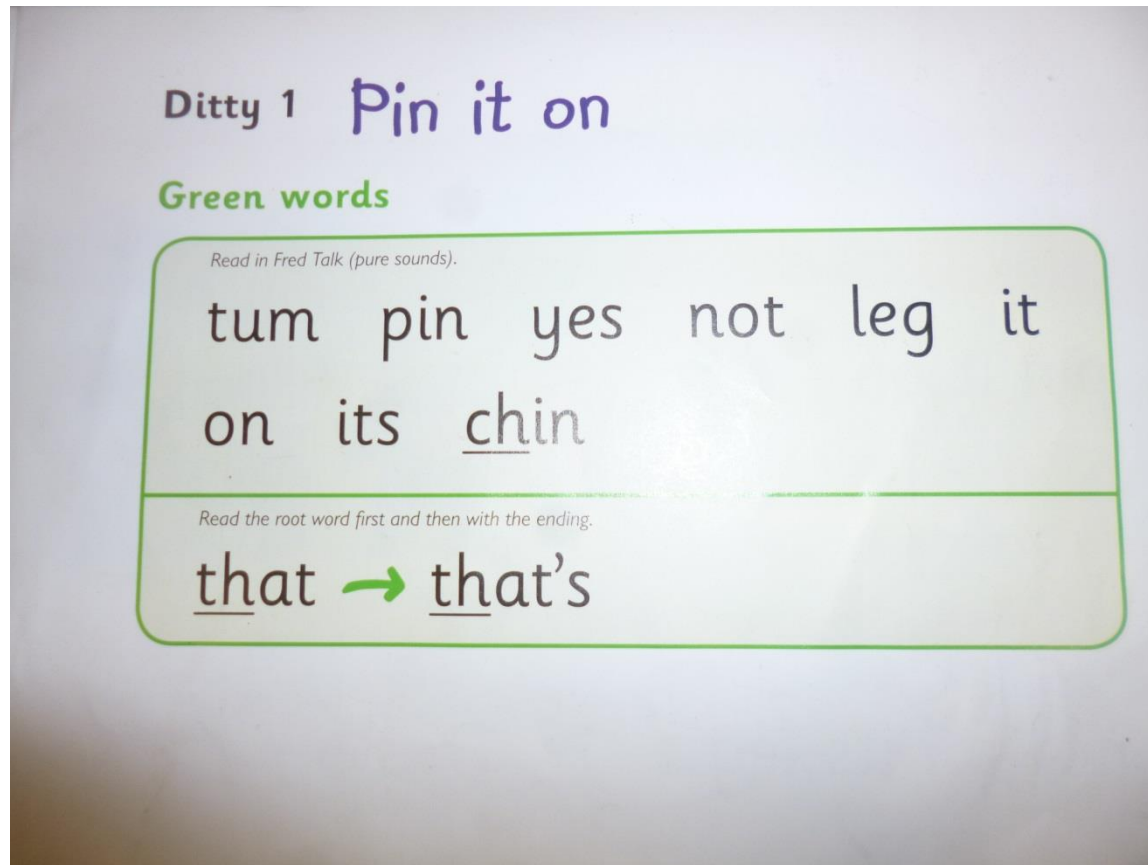 Ditty 1 Pin it on
Green words
Read in Fred Talk (pure sounds).
tum pin yes not leg it
on its chin
Read the root word first and then with the ending.
that → that's